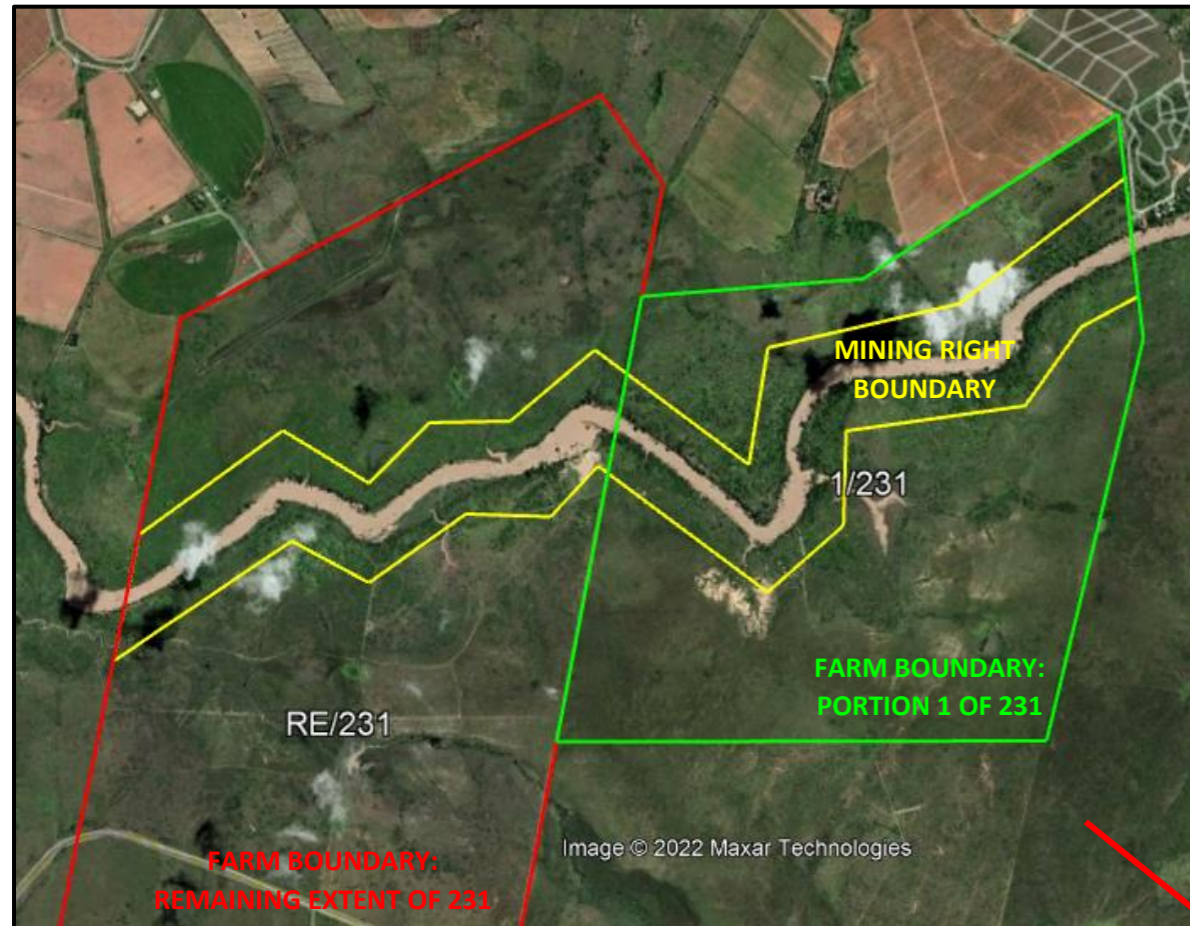 MINING RIGHT
BOUNDARY
1/231
FARM BOUNDARY:
PORTION 1 OF 231
RE/231
Image © 2022 Maxar Technologies
FARM BOUNDARY:
REMAINING EXTENT OF 231